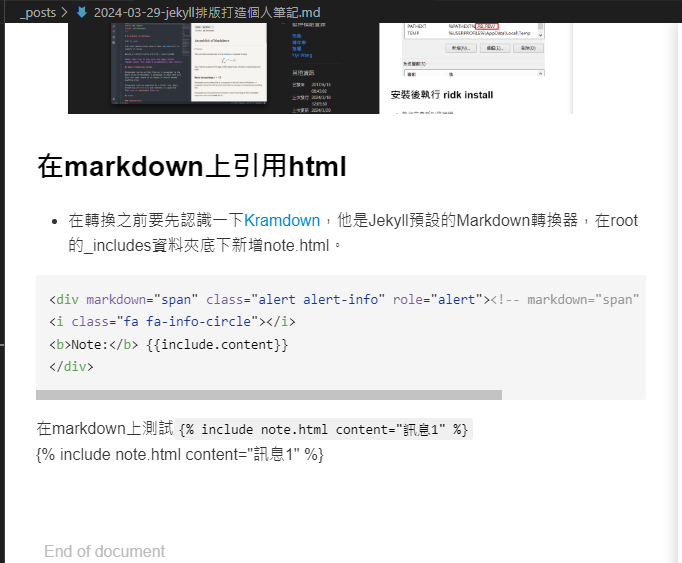 _posts > 2024-03-29-jekyll排版打造個人筆記.md
PATHEXT
TEMP %USERPROFILE%\AppData\Local\Temp
安裝後執行 ridk install
在markdown上引用html
• 在轉換之前要先認識一下Kramdown，他是Jekyll預設的Markdown轉換器，在root
的_includes資料夾底下新增note.html。
<div markdown="span" class="alert alert-info" role="alert"><!-- markdown="span"
<i class="fa fa-info-circle"></i>
<b>Note:</b> {{include.content}}
</div>
在markdown上測試 {% include note.html content="訊息1" %}
{% include note.html content="訊息1" %}
End of document